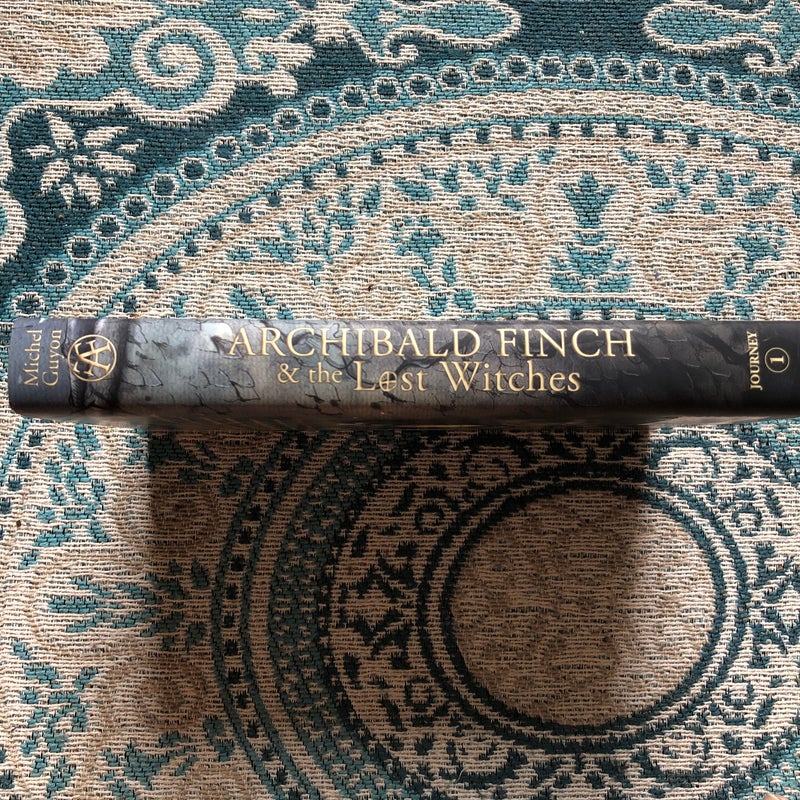 Michel
Guyon
ARCHIBALD FINCH
& the Lost Witches
JOURNEY
1